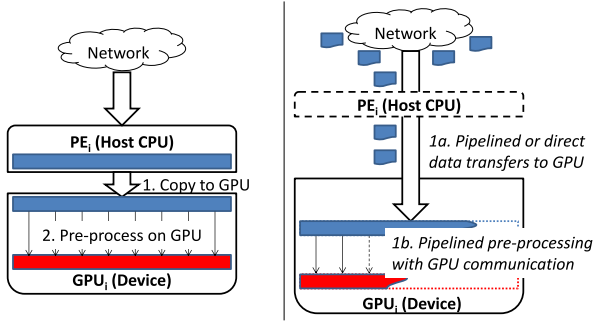 Network
PEi (Host CPU)
1. Copy to GPU
2. Pre-process on GPU
GPUi (Device)
Network
PEi (Host CPU)
1a. Pipelined or direct
data transfers to GPU
1b. Pipelined pre-processing
with GPU communication
GPUi (Device)